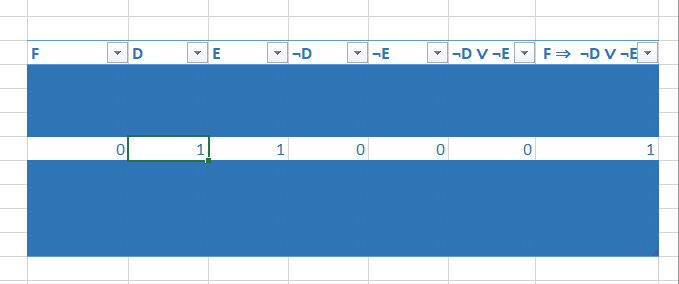 F D E ¬D ¬E ¬D ∨ ¬E F ⇒ ¬D ∨ ¬E
0 1 1 0 0 0 1